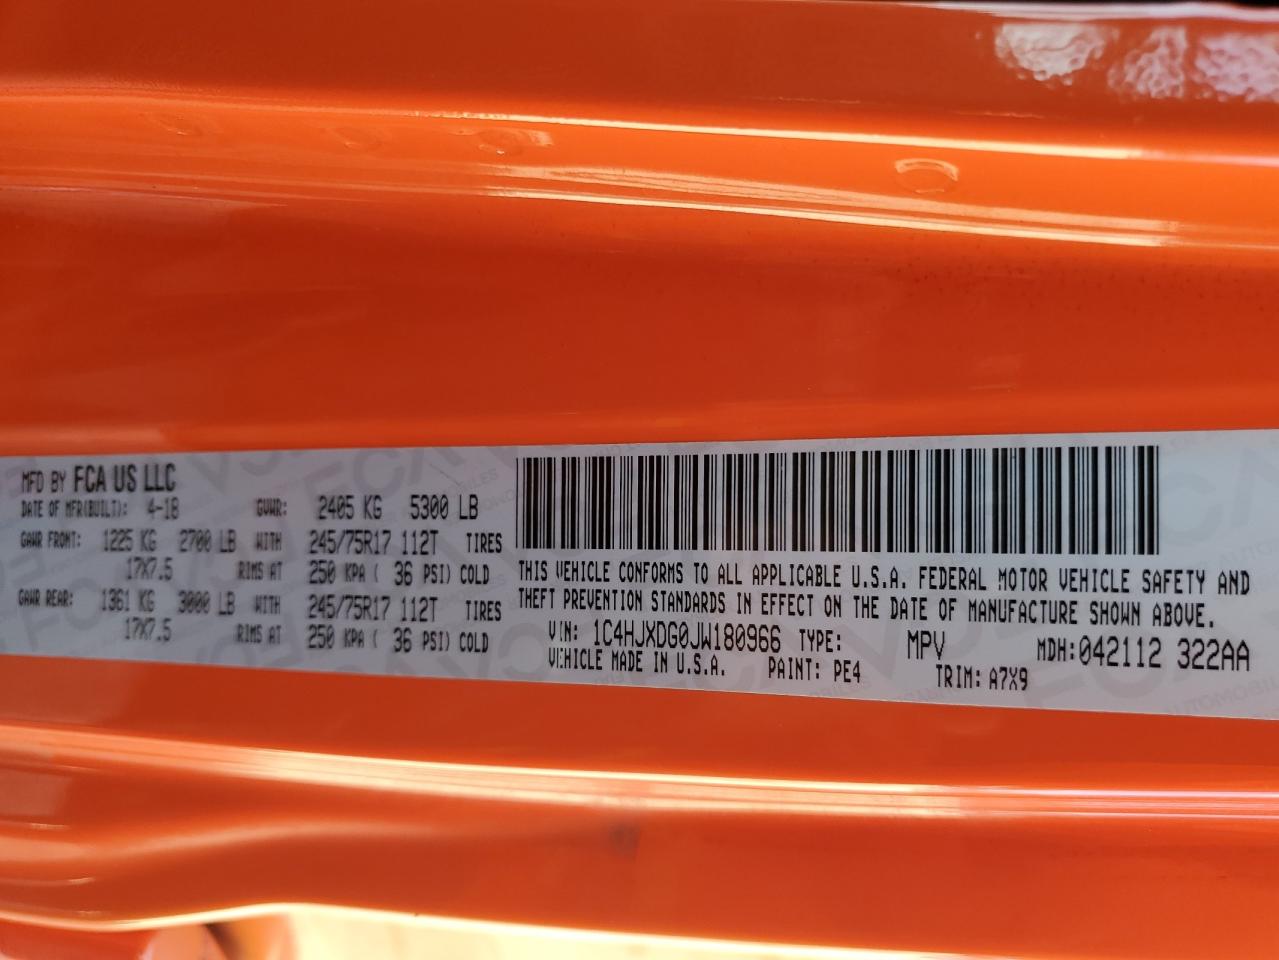 MFD BY FCA US LLC
DATE OF MFR(BUILT): 4-18 GVWR: 2405 KG 5300 LB
GAWR FRONT: 1225 KG 2700 LB WITH 245/75R17 112T TIRES
17X7.5 RIMS AT 250 KPA ( 36 PSI) COLD
GAWR REAR: 1361 KG 3000 LB WITH 245/75R17 112T TIRES
17X7.5 RIMS AT 250 KPA ( 36 PSI) COLD
THIS VEHICLE CONFORMS TO ALL APPLICABLE U.S.A. FEDERAL MOTOR VEHICLE SAFETY AND
THEFT PREVENTION STANDARDS IN EFFECT ON THE DATE OF MANUFACTURE SHOWN ABOVE.
VIN: 1C4HJXDG0JW180966 TYPE: MPV MDH:042112 322AA
VEHICLE MADE IN U.S.A. PAINT: PE4 TRIM: A7X9